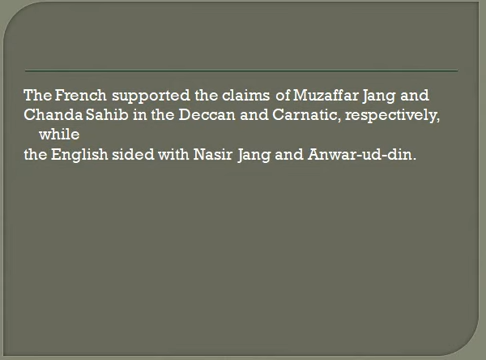 The French supported the claims of Muzaffar Jang and
Chanda Sahib in the Deccan and Carnatic, respectively,
while
the English sided with Nasir Jang and Anwar-ud-din.